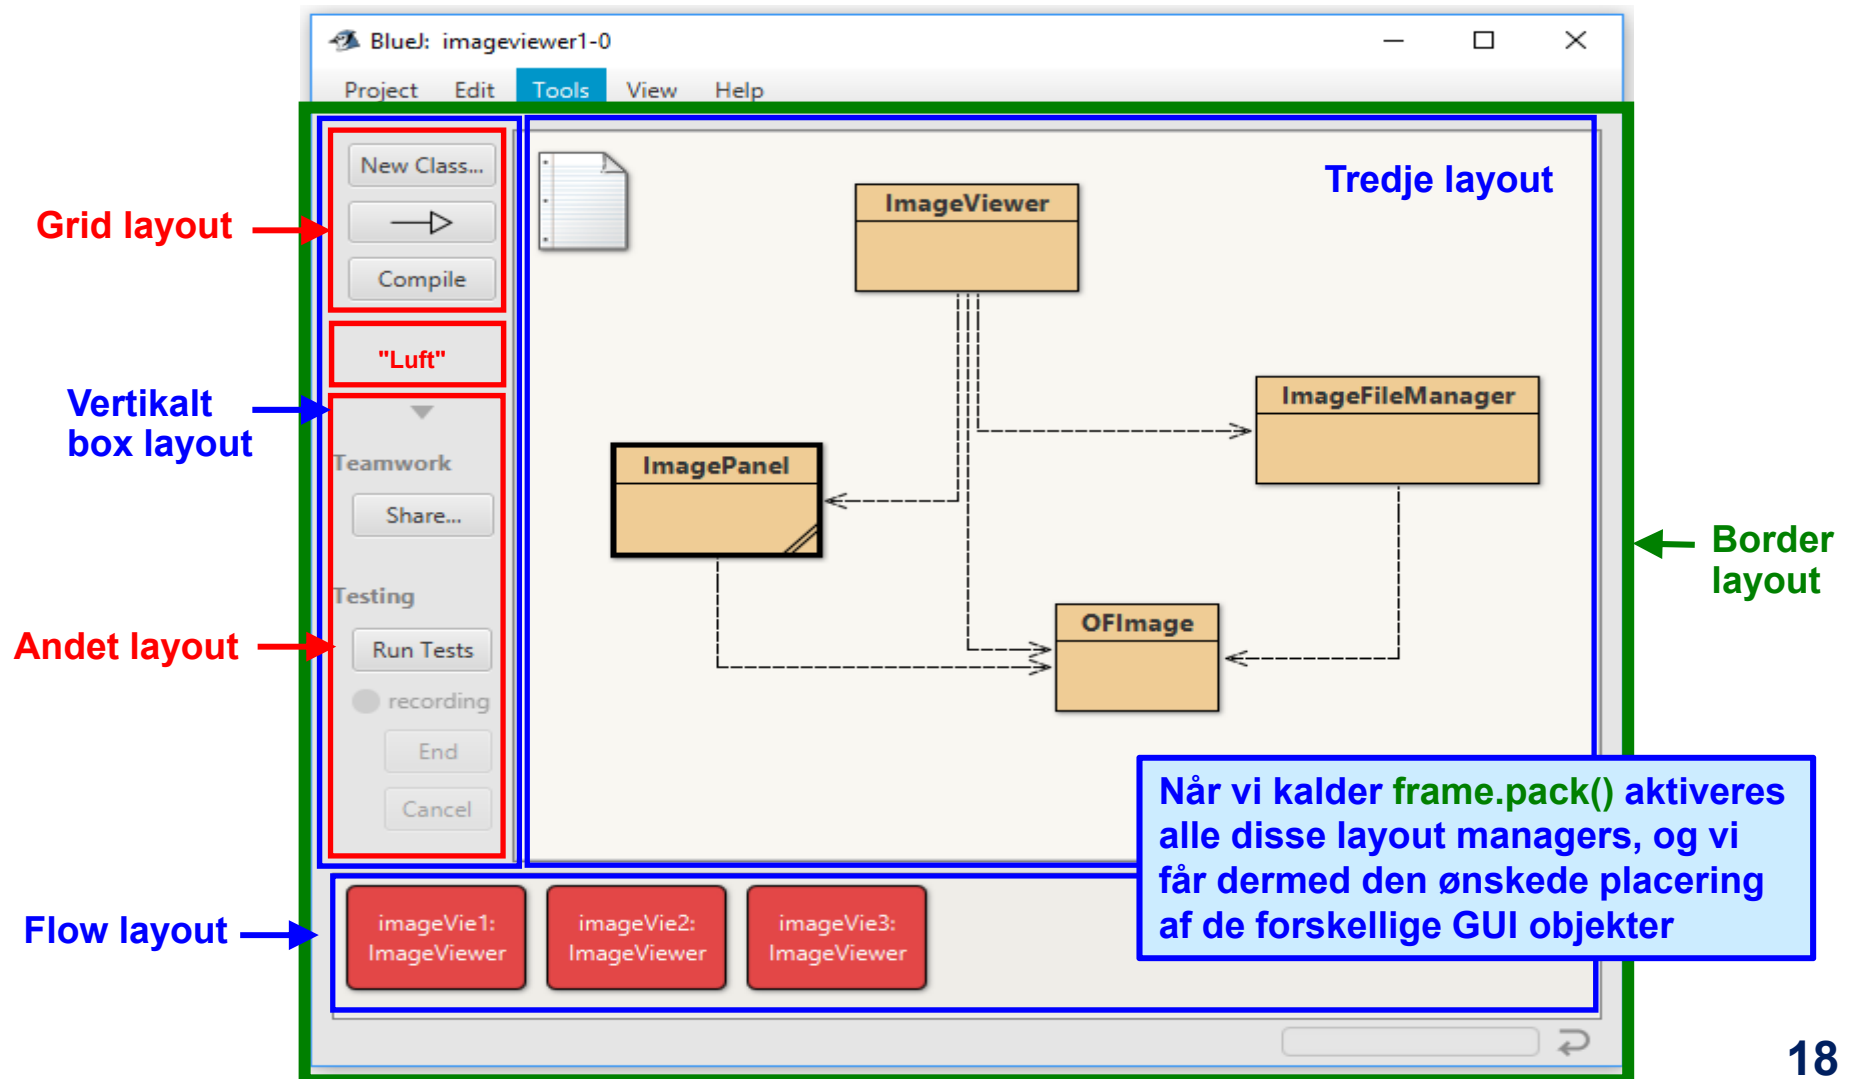 BlueJ: imageviewer1-0
Project Edit Tools View Help
New Class...
Compile
Grid layout
"Luft"
Vertikalt
box layout
Teamwork
Share...
Testing
Andet layout
Run Tests
recording
End
Cancel
Tredje layout
ImageViewer
ImageFileManager
ImagePanel
OFImage
Border
layout
Når vi kalder frame.pack() aktiveres
alle disse layout managers, og vi
får dermed den ønskede placering
af de forskellige GUI objekter
Flow layout
imageVie1:
ImageViewer
imageVie2:
ImageViewer
imageVie3:
ImageViewer
18